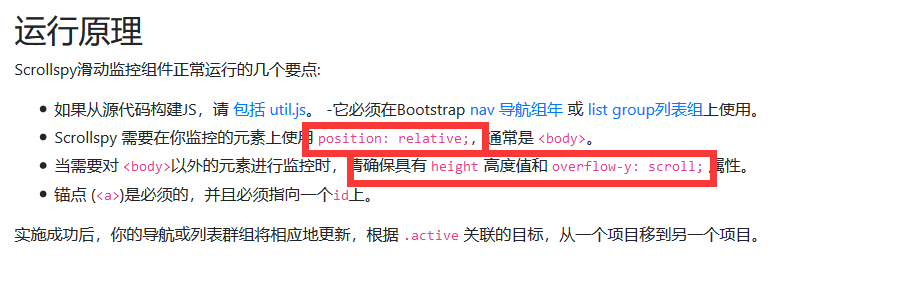 运行原理
Scrollspy滑动监控组件正常运行的几个要点:
如果从源代码构建JS，请 包括 util.js。 -它必须在Bootstrap nav 导航组年 或 list group列表组上使用。
Scrollspy 需要在你监控的元素上使用 position: relative;, 通常是 <body>。
当需要对 <body>以外的元素进行监控时，请确保具有 height 高度值和 overflow-y: scroll; 属性。
锚点 (<a>)是必须的，并且必须指向一个id上。
实施成功后，你的导航或列表群组将相应地更新，根据 .active 关联的目标，从一个项目移到另一个项目。